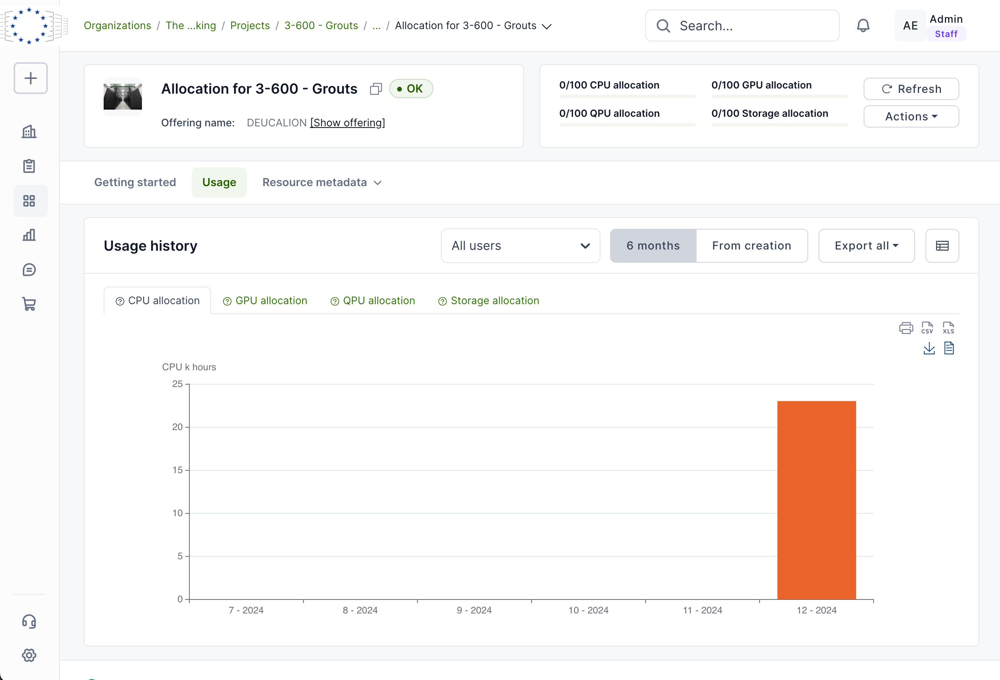 Organizations / The ...king / Projects / 3-600 - Grouts / ... / Allocation for 3-600 - Grouts
Search...
AE
Admin
Staff
Allocation for 3-600 - Grouts
OK
Offering name: DEUCALION [Show offering]
0/100 CPU allocation
0/100 GPU allocation
Refresh
0/100 QPU allocation
0/100 Storage allocation
Actions
Getting started
Usage
Resource metadata
Usage history
All users
6 months
From creation
Export all
CPU allocation
GPU allocation
QPU allocation
Storage allocation
CSV
XLS
CPU k hours
25
20
15
10
5
0
7 - 2024
8 - 2024
9 - 2024
10 - 2024
11 - 2024
12 - 2024